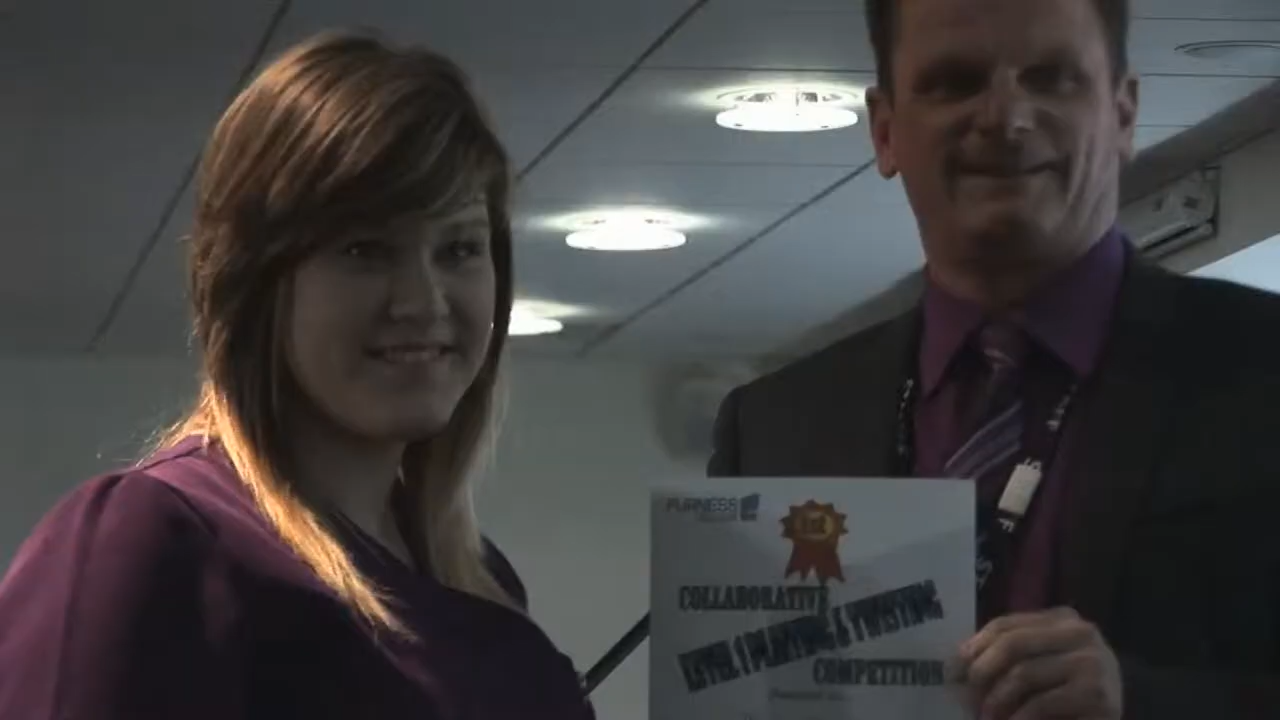 FURNESS
1st
COLLABORATIVE
LEVEL 1 PLAITING & TWISTING
COMPETITION